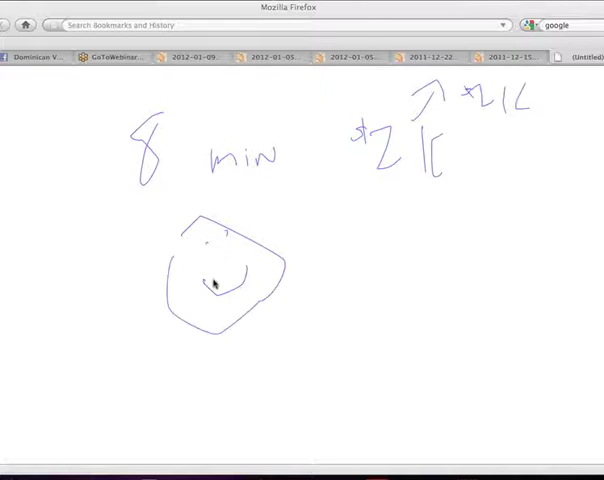 Mozilla Firefox
Search Bookmarks and History
google
Dominican V... GoToWebinar... 2012-01-09... 2012-01-05... 2012-01-05... 2011-12-22... 2011-12-15... (Untitled)
$2K
8 min $2K